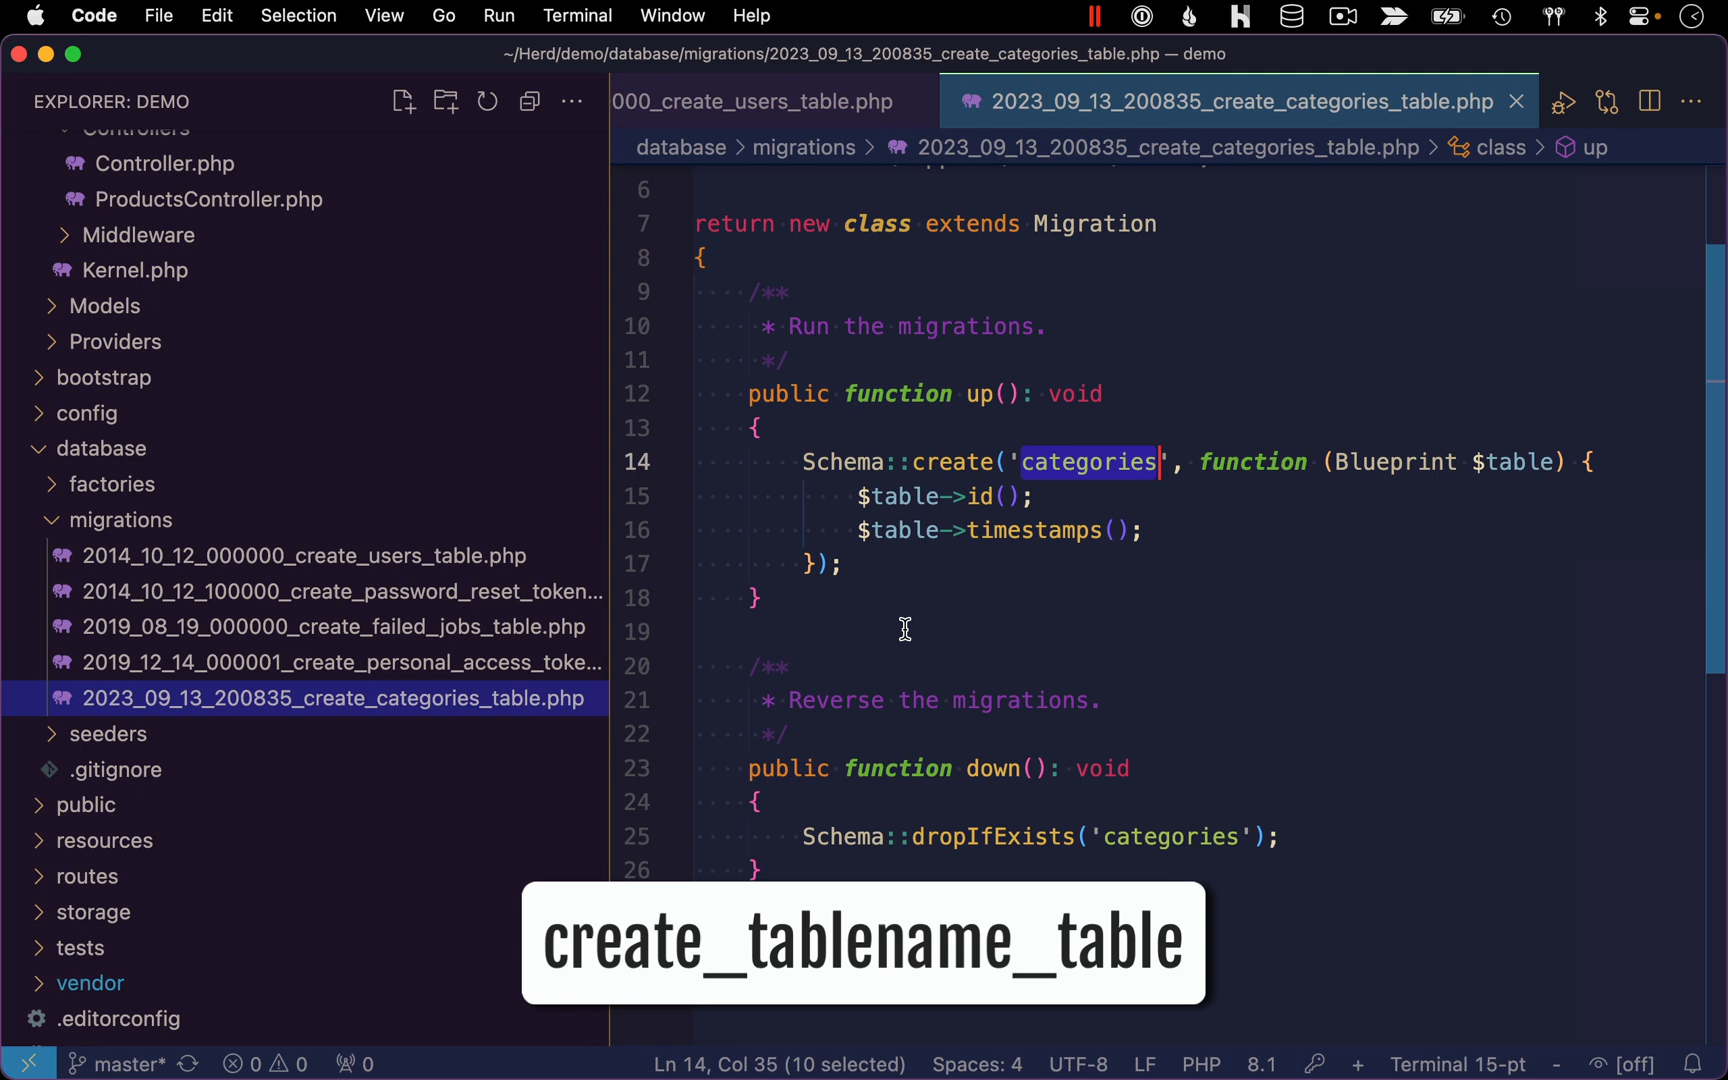 Code File Edit Selection View Go Run Terminal Window Help
~/Herd/demo/database/migrations/2023_09_13_200835_create_categories_table.php — demo
EXPLORER: DEMO
Controllers
Controller.php
ProductsController.php
Middleware
Kernel.php
Models
Providers
bootstrap
config
database
factories
migrations
2014_10_12_000000_create_users_table.php
2014_10_12_100000_create_password_reset_token...
2019_08_19_000000_create_failed_jobs_table.php
2019_12_14_000001_create_personal_access_toke...
2023_09_13_200835_create_categories_table.php
seeders
.gitignore
public
resources
routes
storage
tests
vendor
.editorconfig
000_create_users_table.php
2023_09_13_200835_create_categories_table.php
database > migrations > 2023_09_13_200835_create_categories_table.php > class > up
6
7 return new class extends Migration
8 {
9 /**
10 * Run the migrations.
11 */
12 public function up(): void
13 {
14 Schema::create('categories', function (Blueprint $table) {
15 $table->id();
16 $table->timestamps();
17 });
18 }
19
20 /**
21 * Reverse the migrations.
22 */
23 public function down(): void
24 {
25 Schema::dropIfExists('categories');
26 }
create_tablename_table
master* 0 0 0 Ln 14, Col 35 (10 selected) Spaces: 4 UTF-8 LF PHP 8.1 + Terminal 15-pt - [off]